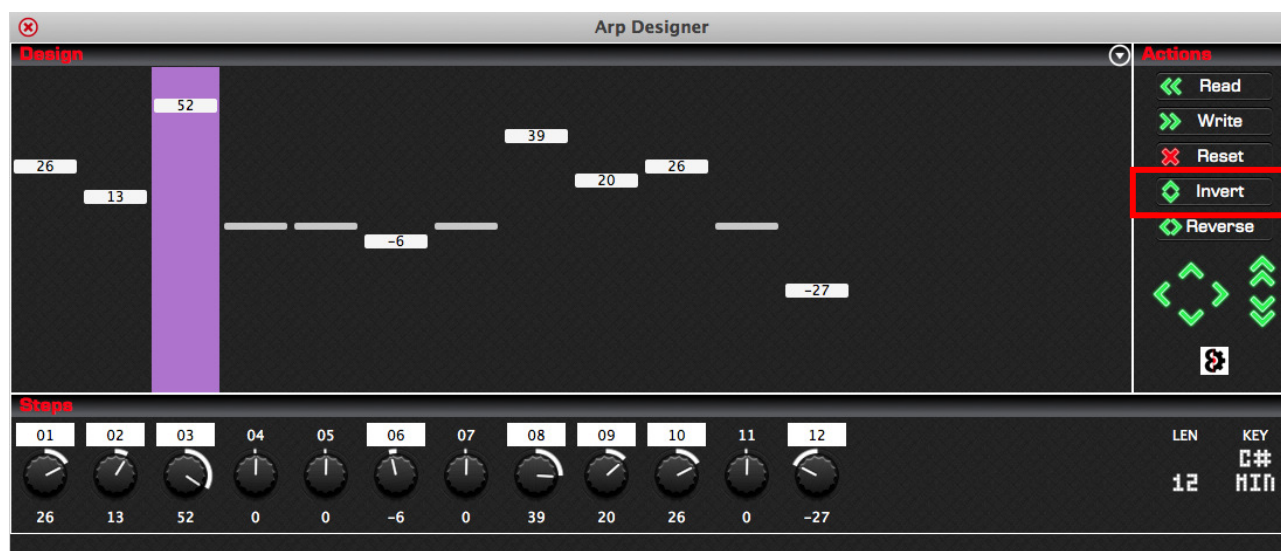 Arp Designer
Design
Actions
52
39
26
20
26
13
-6
-27
Read
Write
Reset
Invert
Reverse
Steps
01 02 03 04 05 06 07 08 09 10 11 12
26 13 52 0 0 -6 0 39 20 26 0 -27
LEN KEY
12 C#
MIN